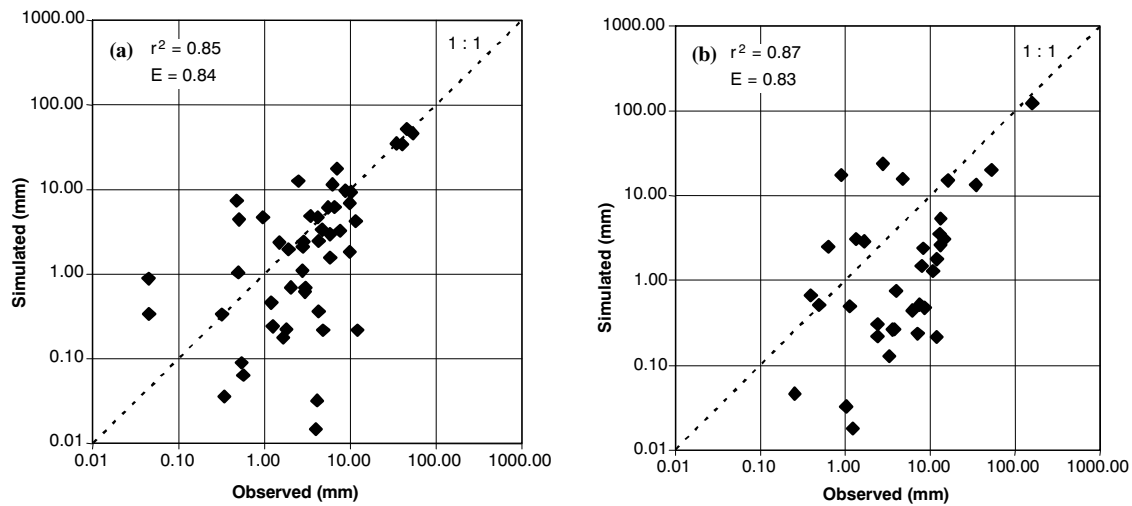 1000.00
(a) r² = 0.85
E = 0.84
1 : 1
100.00
10.00
1.00
0.10
0.01
Simulated (mm)
0.01 0.10 1.00 10.00 100.00 1000.00
Observed (mm)
1000.00
(b) r² = 0.87
E = 0.83
1 : 1
100.00
10.00
1.00
0.10
0.01
Simulated (mm)
0.01 0.10 1.00 10.00 100.00 1000.00
Observed (mm)